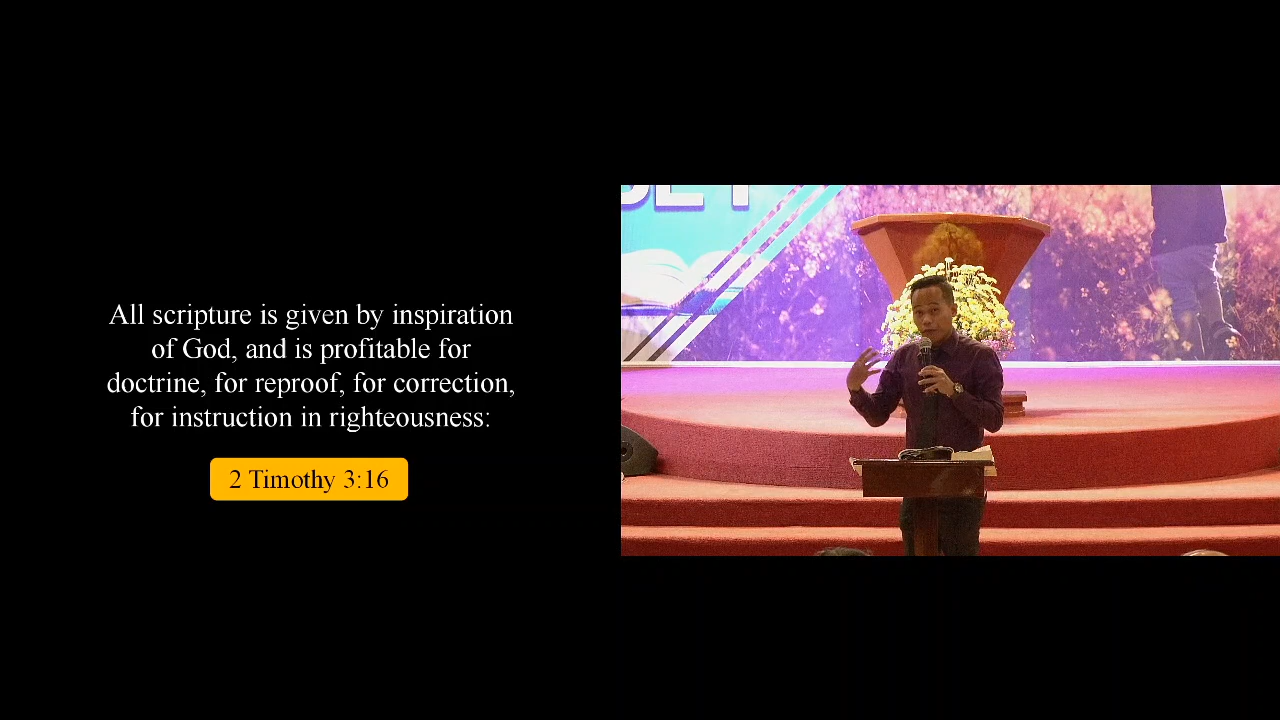 All scripture is given by inspiration
of God, and is profitable for
doctrine, for reproof, for correction,
for instruction in righteousness:
2 Timothy 3:16